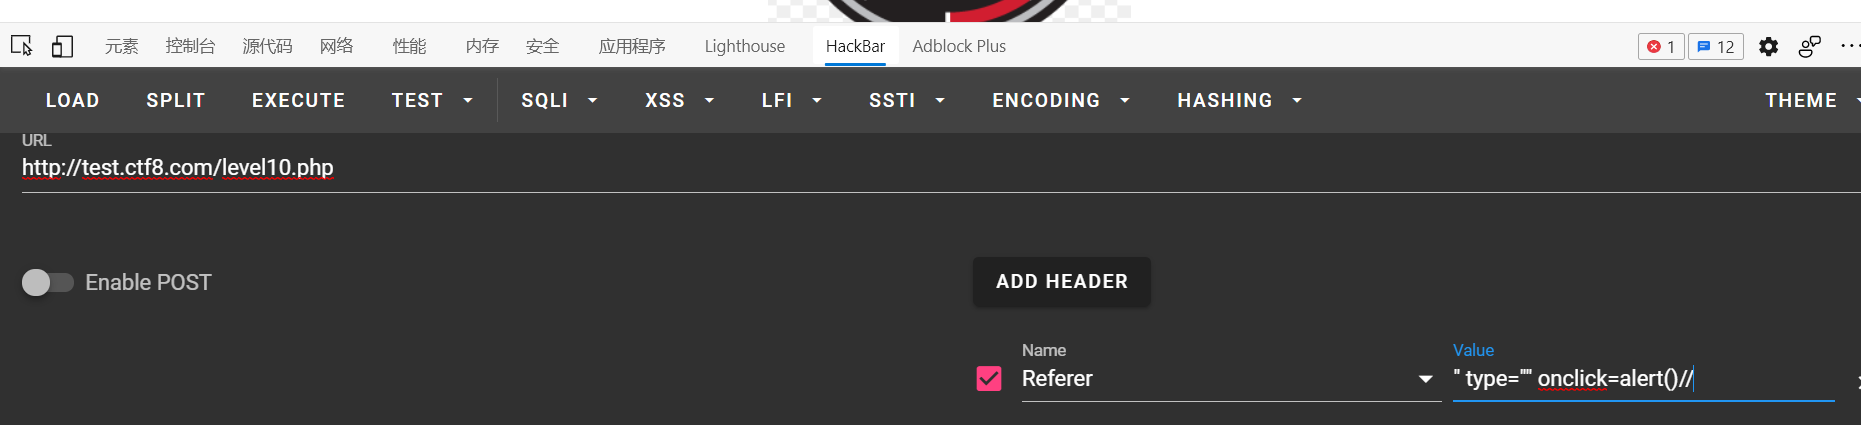 元素 控制台 源代码 网络 性能 内存 安全 应用程序 Lighthouse HackBar Adblock Plus 1 12
LOAD SPLIT EXECUTE TEST SQLI XSS LFI SSTI ENCODING HASHING THEME
URL
http://test.ctf8.com/level10.php
Enable POST ADD HEADER
Name Value
Referer " type="" onclick=alert()//